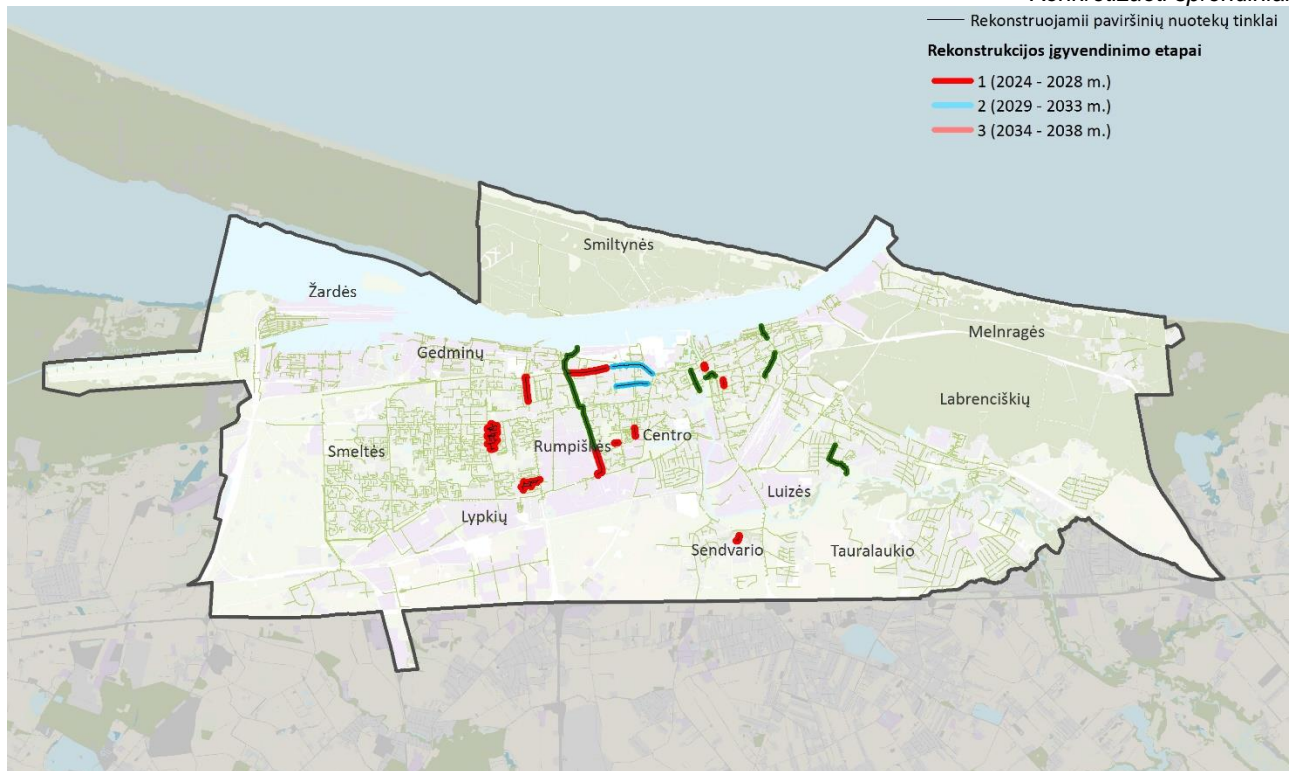 Rekonstruojamii paviršinių nuotekų tinklai
Rekonstrukcijos įgyvendinimo etapai
1 (2024 - 2028 m.)
2 (2029 - 2033 m.)
3 (2034 - 2038 m.)
Smiltynės
Žardės
Melnragės
Gedminų
Labrenciškių
Centro
Rumpiškės
Smeltės
Luizės
Lypkių
Sendvario
Tauralaukio